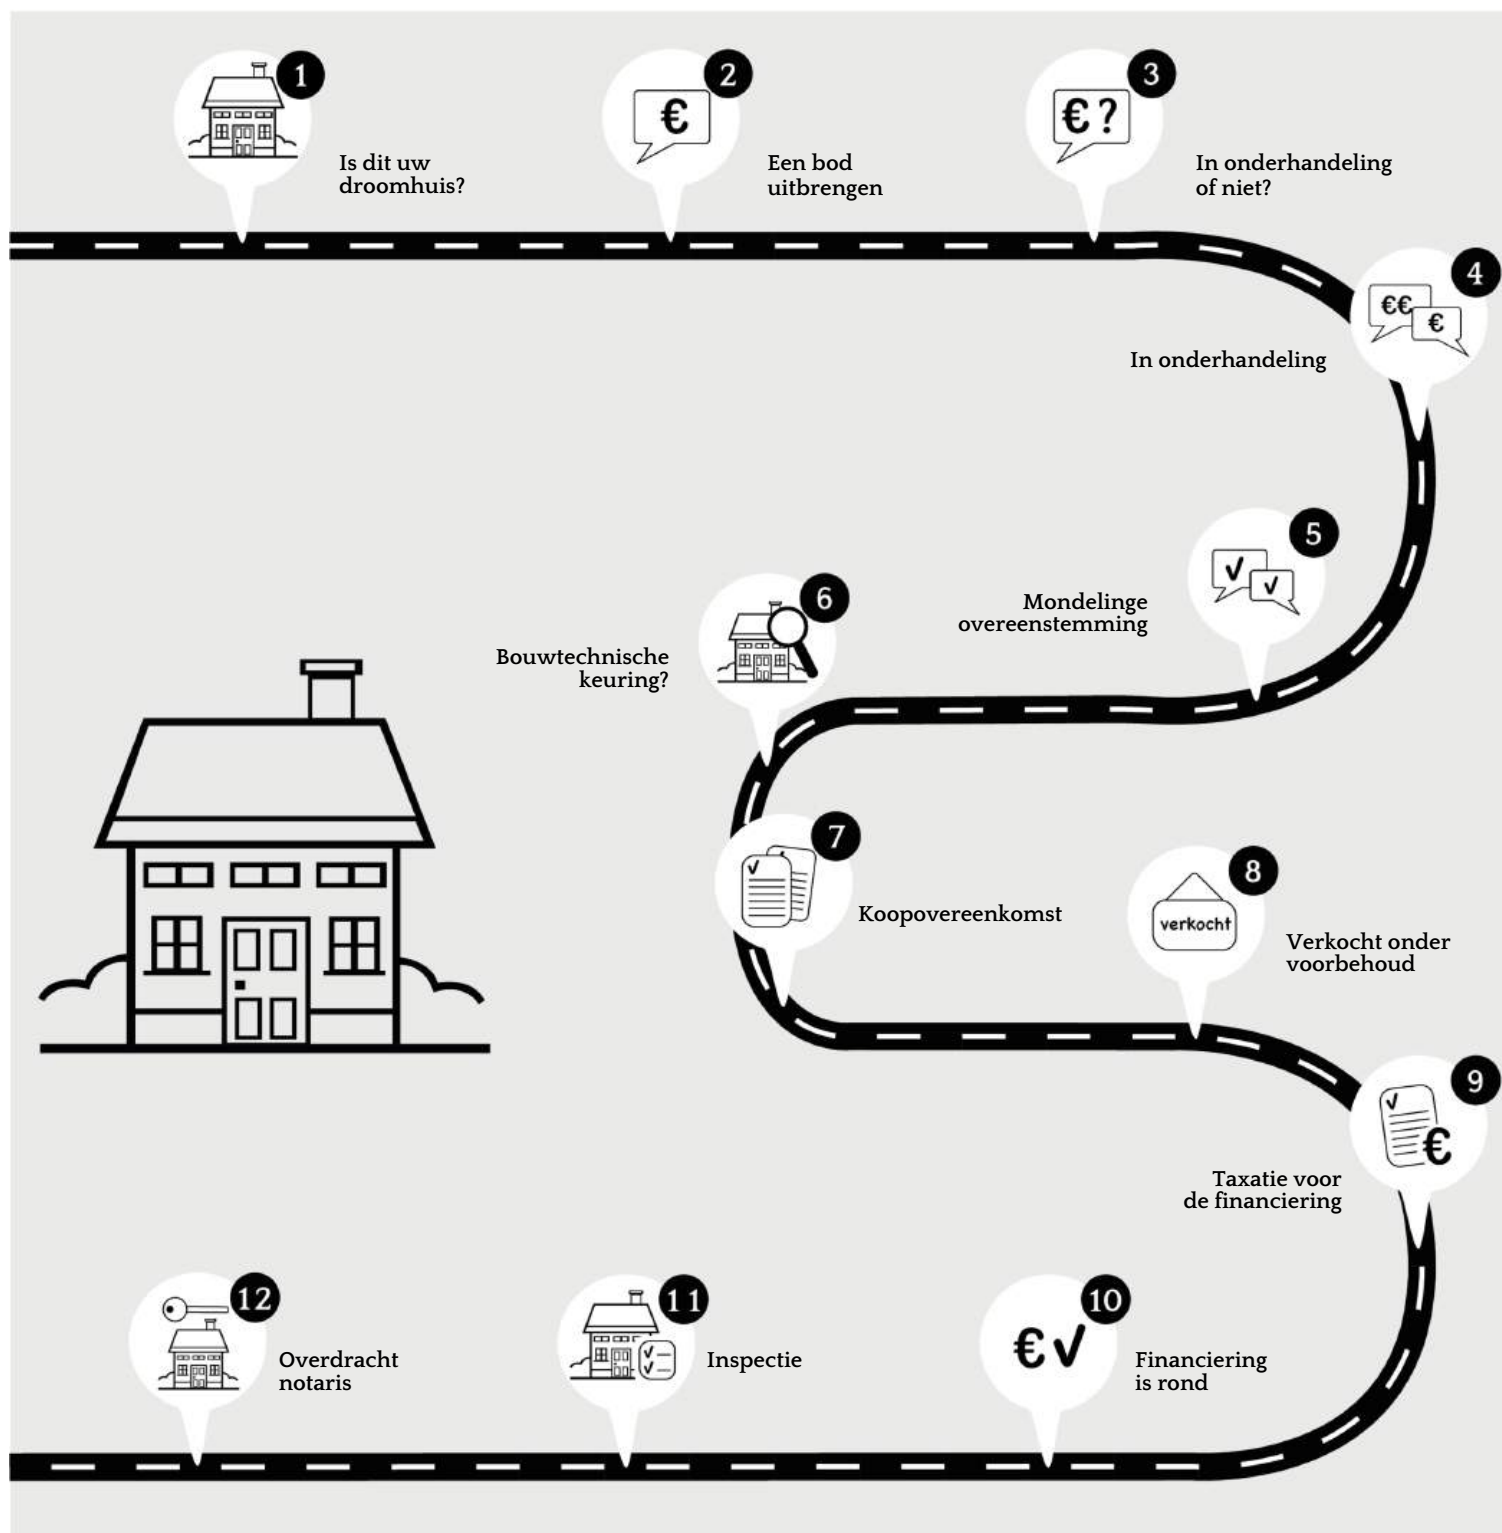 1
Is dit uw
droomhuis?
€
2
Een bod
uitbrengen
€ ?
3
In onderhandeling
of niet?
€€
€
4
In onderhandeling
5
Mondelinge
overeenstemming
6
Bouwtechnische
keuring?
7
Koopovereenkomst
verkocht
8
Verkocht onder
voorbehoud
€
9
Taxatie voor
de financiering
€
10
Financiering
is rond
11
Inspectie
12
Overdracht
notaris